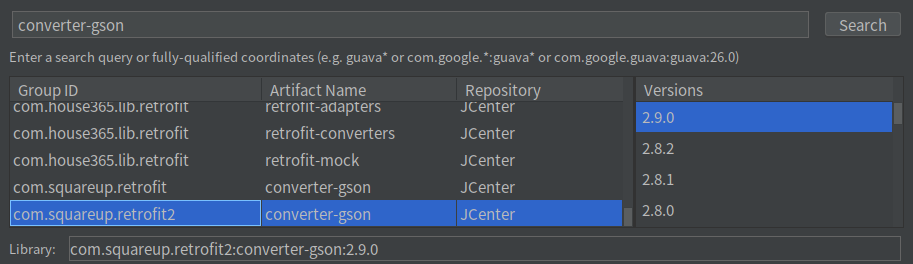 converter-gson Search
Enter a search query or fully-qualified coordinates (e.g. guava* or com.google.*:guava* or com.google.guava:guava:26.0)
Group ID Artifact Name Repository Versions
com.house365.lib.retrofit retrofit-adapters JCenter 2.9.0
com.house365.lib.retrofit retrofit-converters JCenter 2.8.2
com.house365.lib.retrofit retrofit-mock JCenter 2.8.1
com.squareup.retrofit converter-gson JCenter 2.8.0
com.squareup.retrofit2 converter-gson JCenter
Library: com.squareup.retrofit2:converter-gson:2.9.0